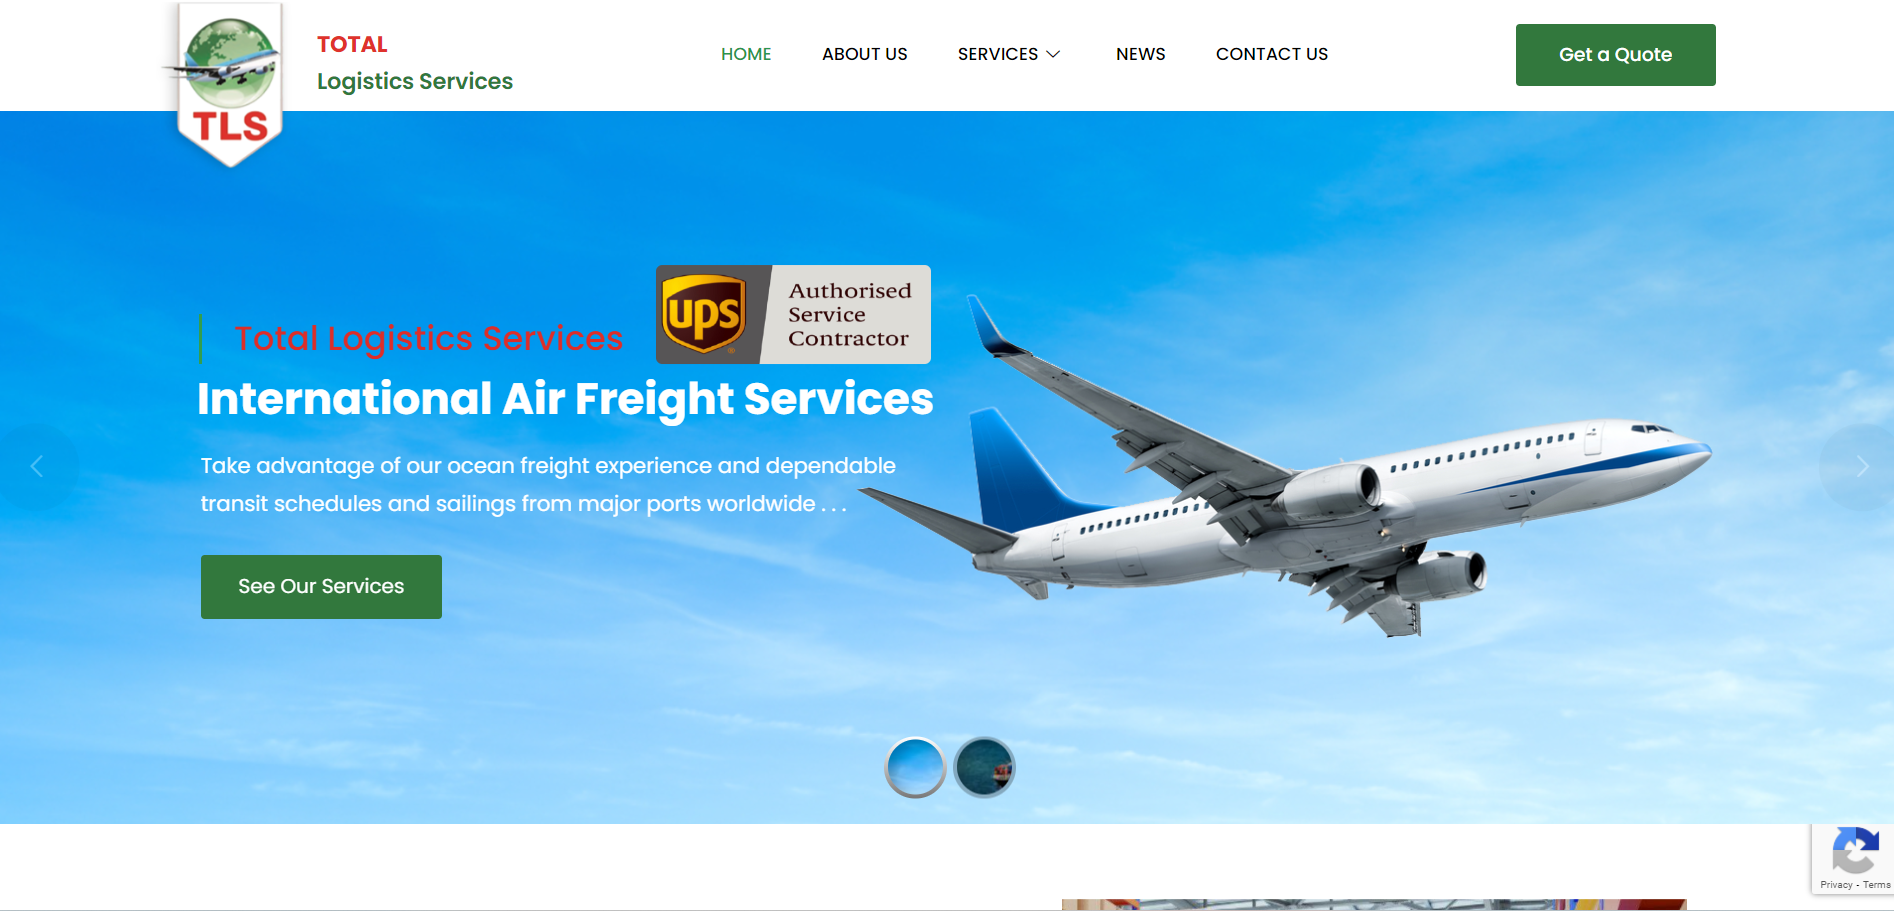 TLS
TOTAL
Logistics Services
HOME
ABOUT US
SERVICES
NEWS
CONTACT US
Get a Quote
Total Logistics Services
ups
Authorised
Service
Contractor
International Air Freight Services
Take advantage of our ocean freight experience and dependable
transit schedules and sailings from major ports worldwide . . .
See Our Services
Privacy - Terms